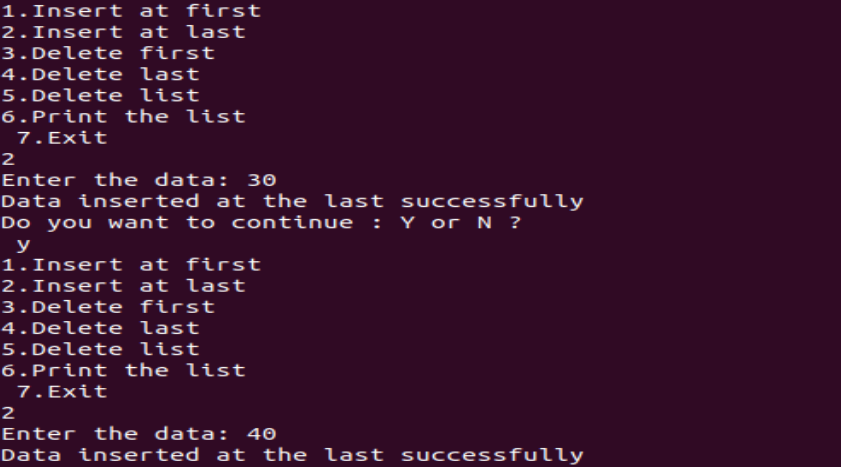 1.Insert at first
2.Insert at last
3.Delete first
4.Delete last
5.Delete list
6.Print the list
 7.Exit
2
Enter the data: 30
Data inserted at the last successfully
Do you want to continue : Y or N ?
 y
1.Insert at first
2.Insert at last
3.Delete first
4.Delete last
5.Delete list
6.Print the list
 7.Exit
2
Enter the data: 40
Data inserted at the last successfully